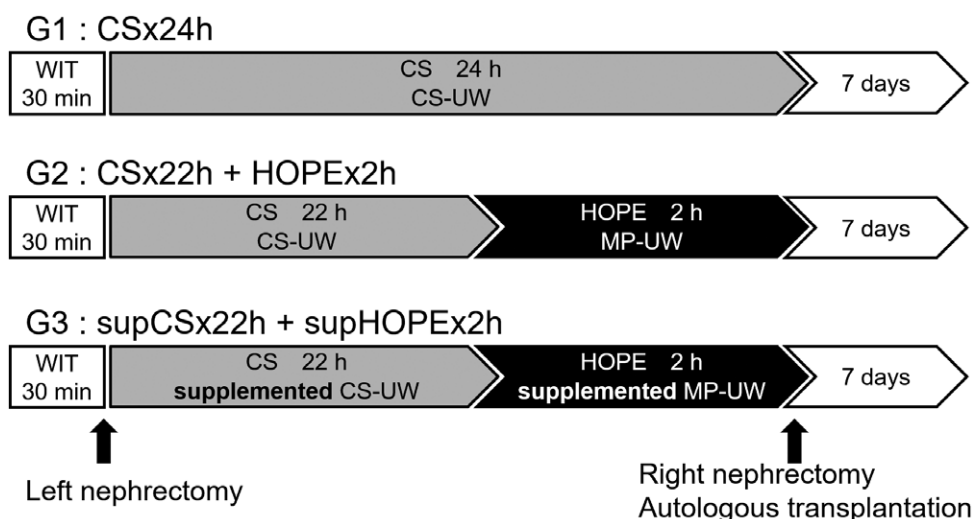 G1 : CSx24h
WIT
30 min
CS 24 h
CS-UW
7 days
G2 : CSx22h + HOPEx2h
WIT
30 min
CS 22 h
CS-UW
HOPE 2 h
MP-UW
7 days
G3 : supCSx22h + supHOPEx2h
WIT
30 min
CS 22 h
supplemented CS-UW
HOPE 2 h
supplemented MP-UW
7 days
Left nephrectomy
Right nephrectomy
Autologous transplantation